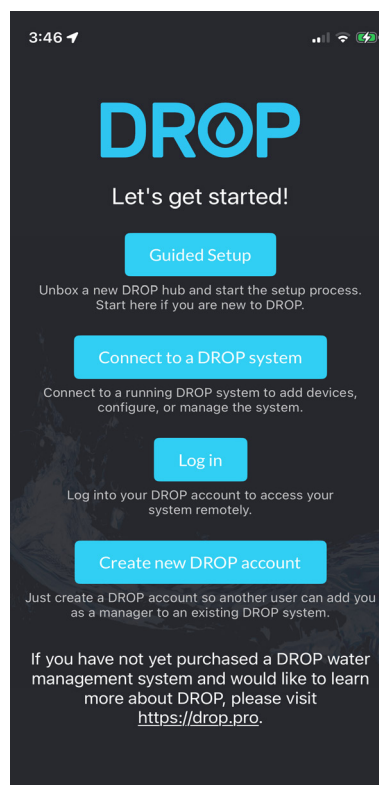 3:46
DROP
Let's get started!
Guided Setup
Unbox a new DROP hub and start the setup process.
Start here if you are new to DROP.
Connect to a DROP system
Connect to a running DROP system to add devices,
configure, or manage the system.
Log in
Log into your DROP account to access your
system remotely.
Create new DROP account
Just create a DROP account so another user can add you
as a manager to an existing DROP system.
If you have not yet purchased a DROP water
management system and would like to learn
more about DROP, please visit
https://drop.pro.